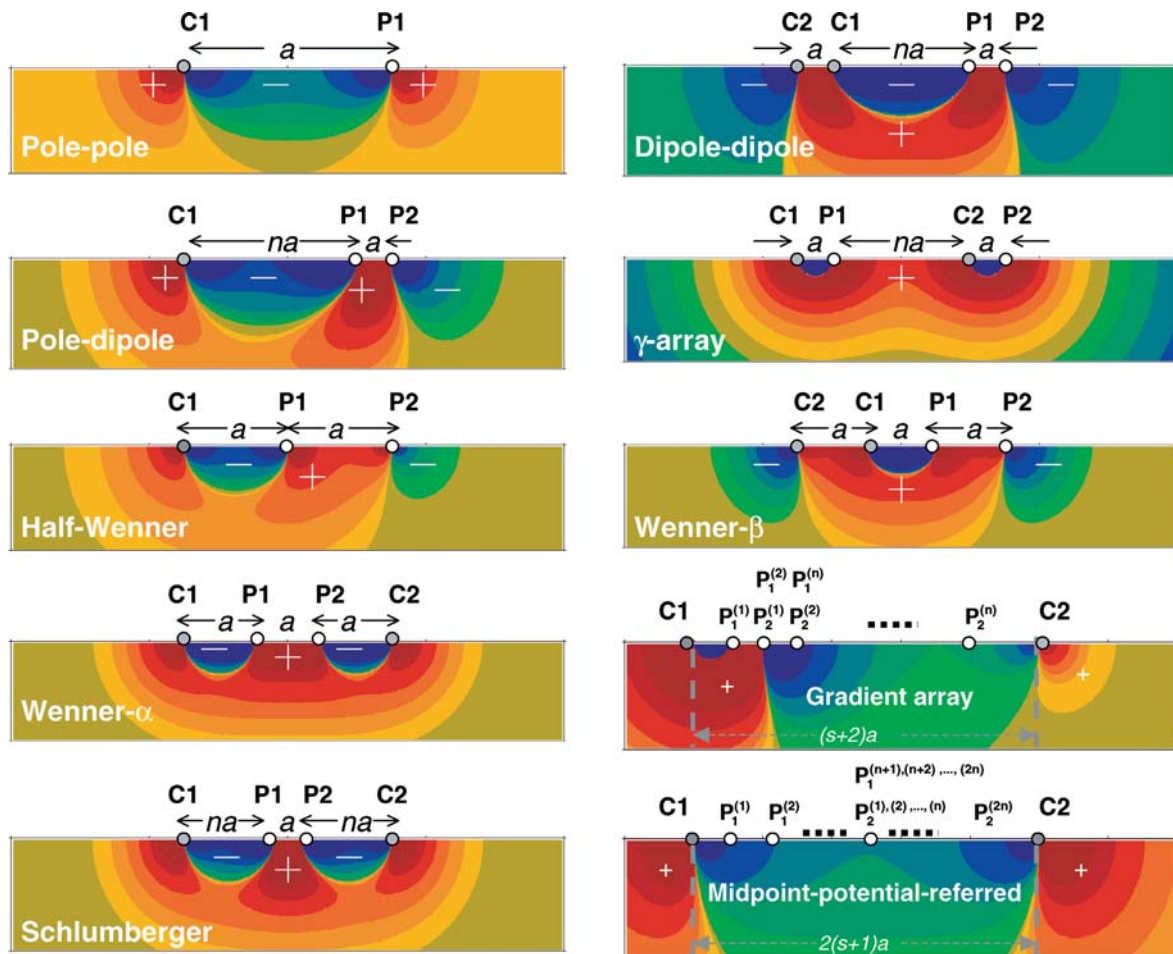 C1 P1
a
+ − +
Pole-pole
C1 P1 P2
na a
+ − + −
Pole-dipole
C1 P1 P2
a a
− + −
Half-Wenner
C1 P1 P2 C2
a a a
− + −
Wenner-α
C1 P1 P2 C2
na a na
− + −
Schlumberger
C2 C1 P1 P2
a na a
− − −
+
Dipole-dipole
C1 P1 C2 P2
a na a
+
γ-array
C2 C1 P1 P2
a a a
− + −
Wenner-β
P₁⁽²⁾ P₁⁽ⁿ⁾
C1 P₁⁽¹⁾ P₂⁽¹⁾ P₂⁽²⁾ P₂⁽ⁿ⁾ C2
+ +
Gradient array
(s+2)a
P₁⁽ⁿ⁺¹⁾,⁽ⁿ⁺²⁾,...,⁽²ⁿ⁾
C1 P₁⁽¹⁾ P₁⁽²⁾ P₂⁽¹⁾,⁽²⁾,...,⁽ⁿ⁾ P₂⁽²ⁿ⁾ C2
+ +
Midpoint-potential-referred
2(s+1)a